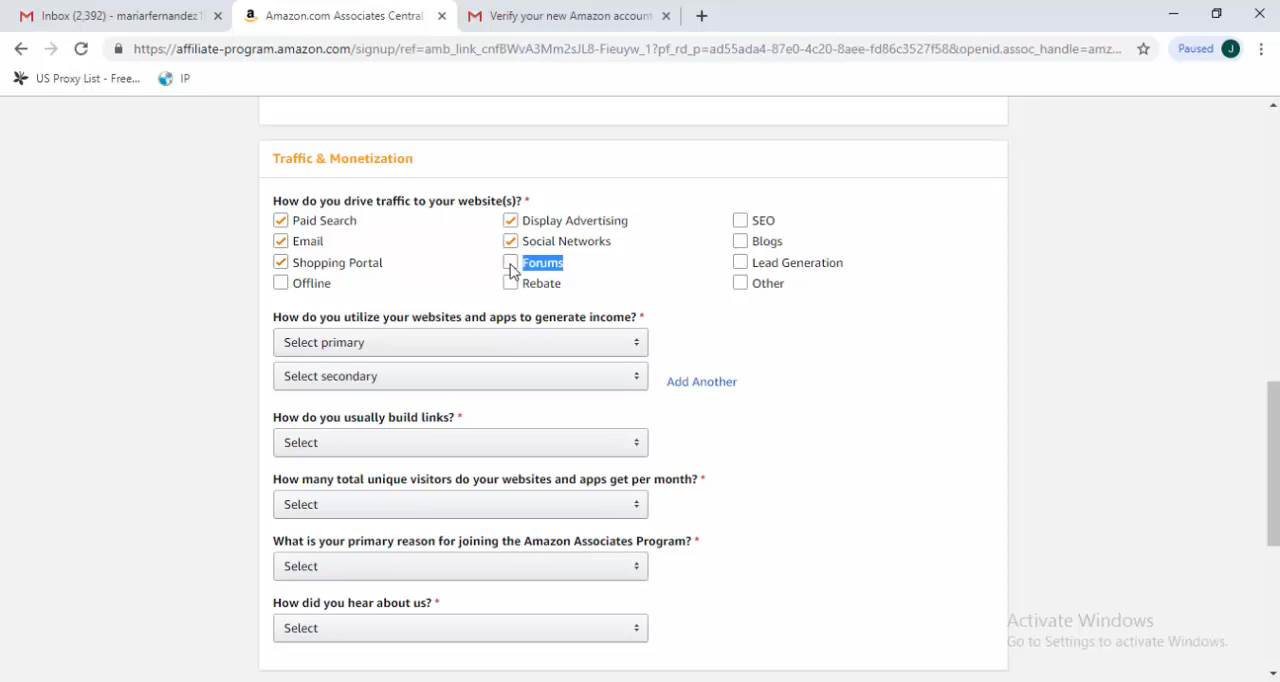 Inbox (2,392) - mariarfernandez1
Amazon.com Associates Central
Verify your new Amazon account
https://affiliate-program.amazon.com/signup/ref=amb_link_cnfBWvA3Mm2sJL8-Fieuyw_1?pf_rd_p=ad55ada4-87e0-4c20-8aee-fd86c3527f58&openid.assoc_handle=amz...
Paused J
US Proxy List - Free... IP
Traffic & Monetization
How do you drive traffic to your website(s)? *
Paid Search Display Advertising SEO
Email Social Networks Blogs
Shopping Portal Forums Lead Generation
Offline Rebate Other
How do you utilize your websites and apps to generate income? *
Select primary
Select secondary
Add Another
How do you usually build links? *
Select
How many total unique visitors do your websites and apps get per month? *
Select
What is your primary reason for joining the Amazon Associates Program? *
Select
How did you hear about us? *
Select
Activate Windows
Go to Settings to activate Windows.